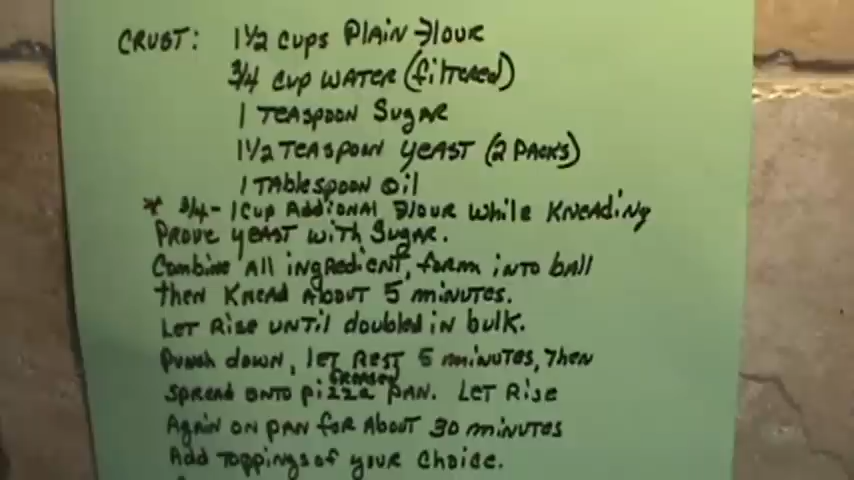 CRUST: 1 1/2 cups Plain Flour
3/4 cup WATER (filtered)
1 TEASPOON Sugar
1 1/2 TEASPOON YEAST (2 PACKS)
1 TABlespoon Oil
* 3/4 - 1 Cup Addional Flour while Kneading
Prove yeast with Sugar.
Combine All ingredient, form into ball
then Knead About 5 minutes.
Let Rise until doubled in bulk.
Punch down, let REST 5 minutes, then
greased
Spread onto pizza pan. Let Rise
Again on pan for About 30 minutes
Add toppings of your choice.